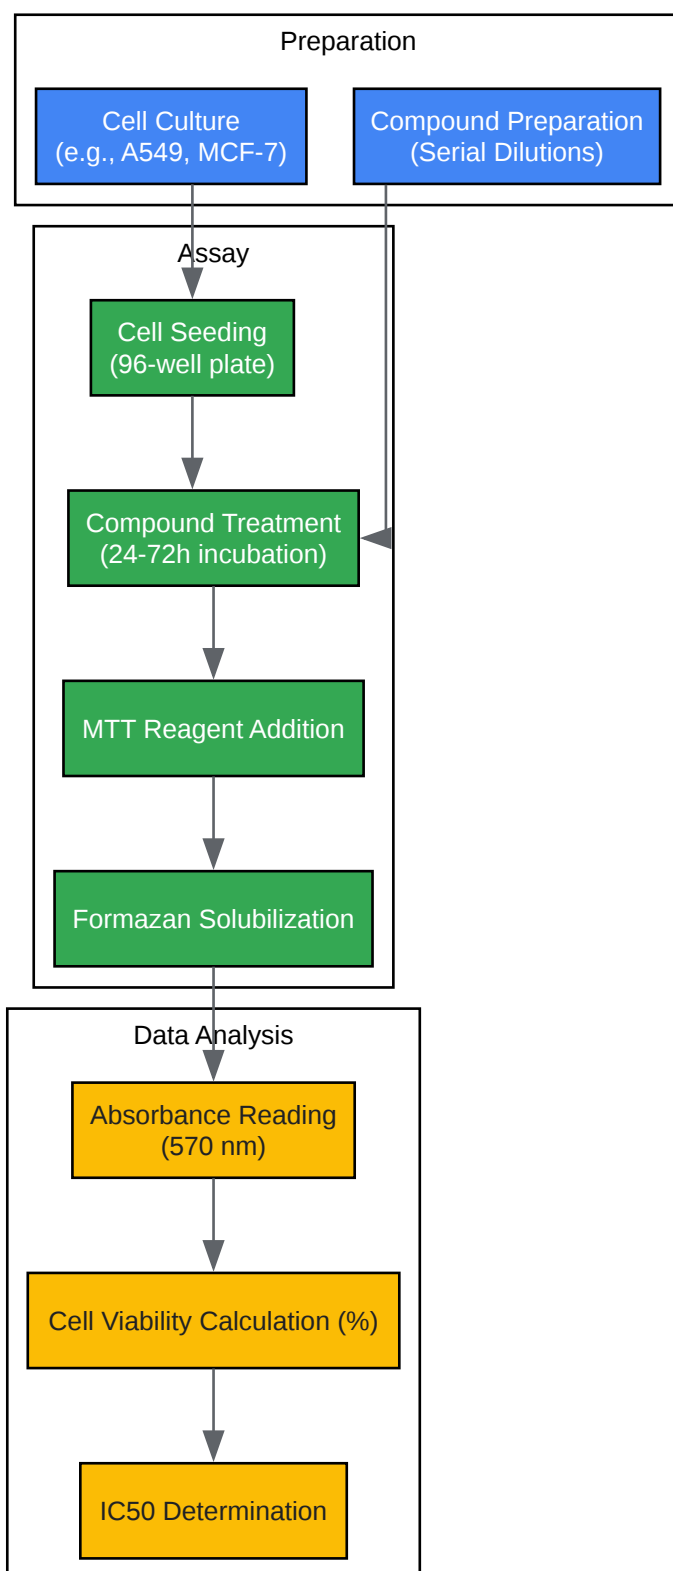 Preparation
Cell Culture
(e.g., A549, MCF-7)
Compound Preparation
(Serial Dilutions)
Assay
Cell Seeding
(96-well plate)
Compound Treatment
(24-72h incubation)
MTT Reagent Addition
Formazan Solubilization
Data Analysis
Absorbance Reading
(570 nm)
Cell Viability Calculation (%)
IC50 Determination